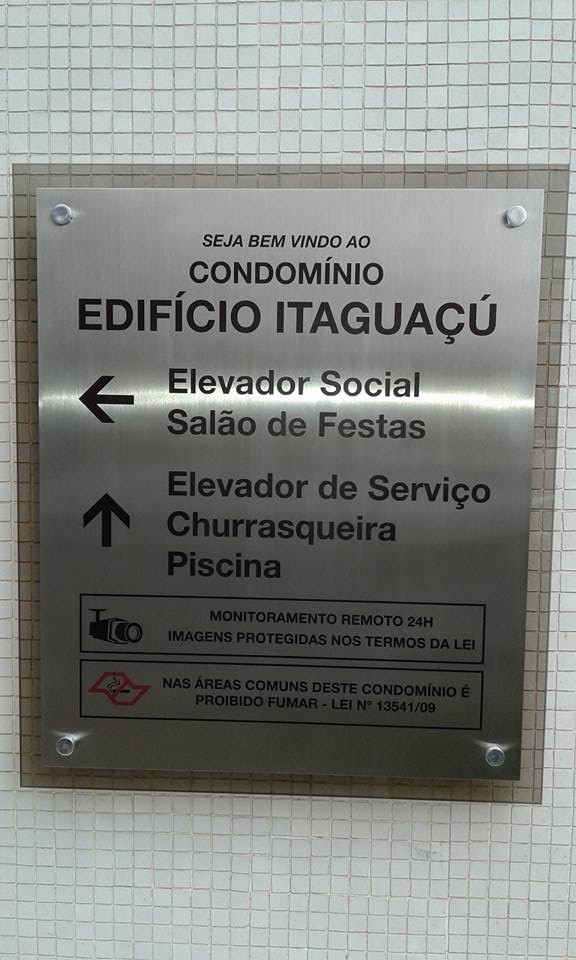 SEJA BEM VINDO AO
CONDOMÍNIO
EDIFÍCIO ITAGUAÇÚ
Elevador Social
Salão de Festas
Elevador de Serviço
Churrasqueira
Piscina
MONITORAMENTO REMOTO 24H
IMAGENS PROTEGIDAS NOS TERMOS DA LEI
NAS ÁREAS COMUNS DESTE CONDOMÍNIO É
PROIBIDO FUMAR - LEI Nº 13541/09